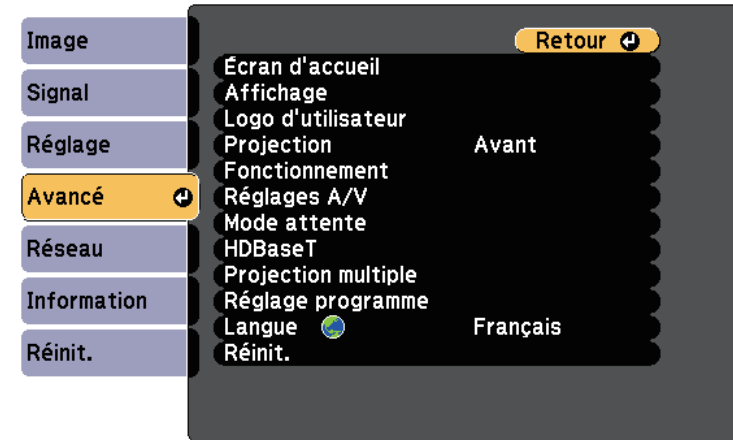 Image
Signal
Réglage
Avancé
Réseau
Information
Réinit.
Retour
Écran d'accueil
Affichage
Logo d'utilisateur
Projection Avant
Fonctionnement
Réglages A/V
Mode attente
HDBaseT
Projection multiple
Réglage programme
Langue Français
Réinit.